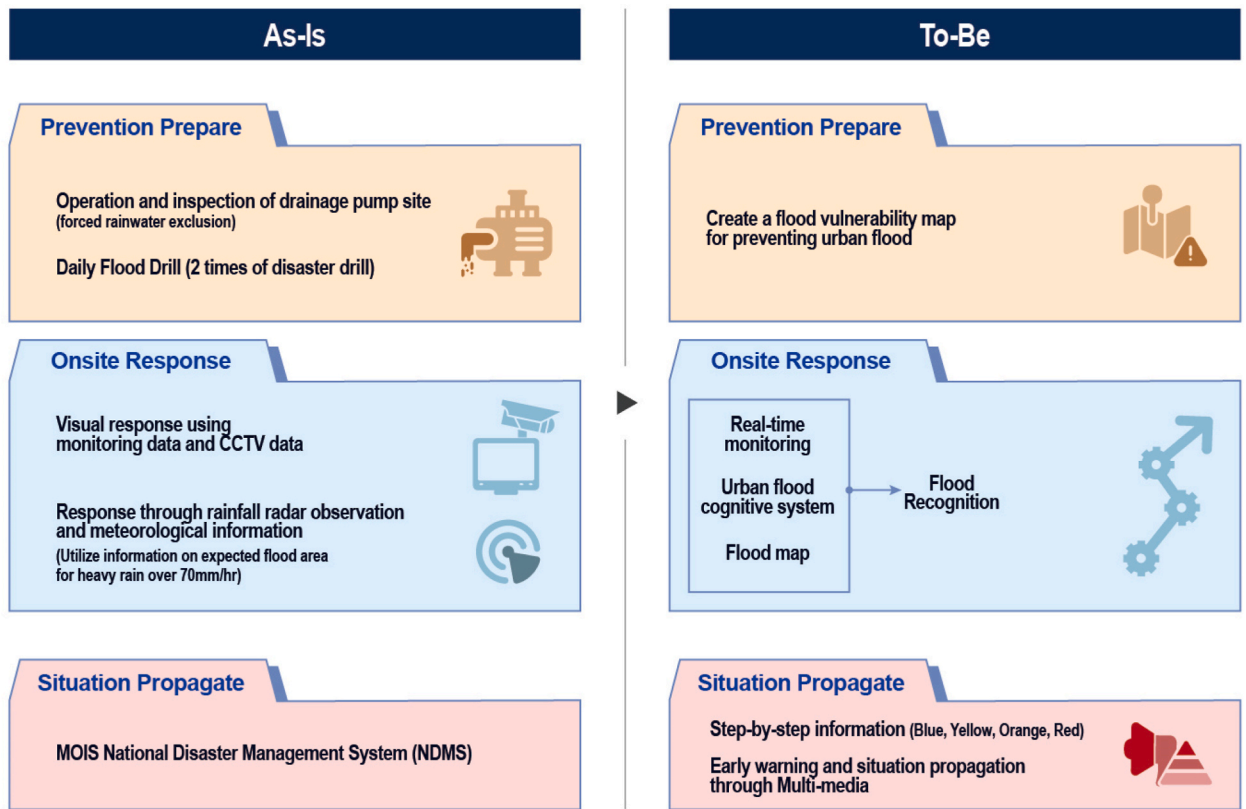 As-Is
Prevention Prepare
Operation and inspection of drainage pump site
(forced rainwater exclusion)
Daily Flood Drill (2 times of disaster drill)
Onsite Response
Visual response using
monitoring data and CCTV data
Response through rainfall radar observation
and meteorological information
(Utilize information on expected flood area
for heavy rain over 70mm/hr)
Situation Propagate
MOIS National Disaster Management System (NDMS)
To-Be
Prevention Prepare
Create a flood vulnerability map
for preventing urban flood
Onsite Response
Real-time
monitoring
Urban flood
cognitive system
Flood map
Flood
Recognition
Situation Propagate
Step-by-step information (Blue, Yellow, Orange, Red)
Early warning and situation propagation
through Multi-media